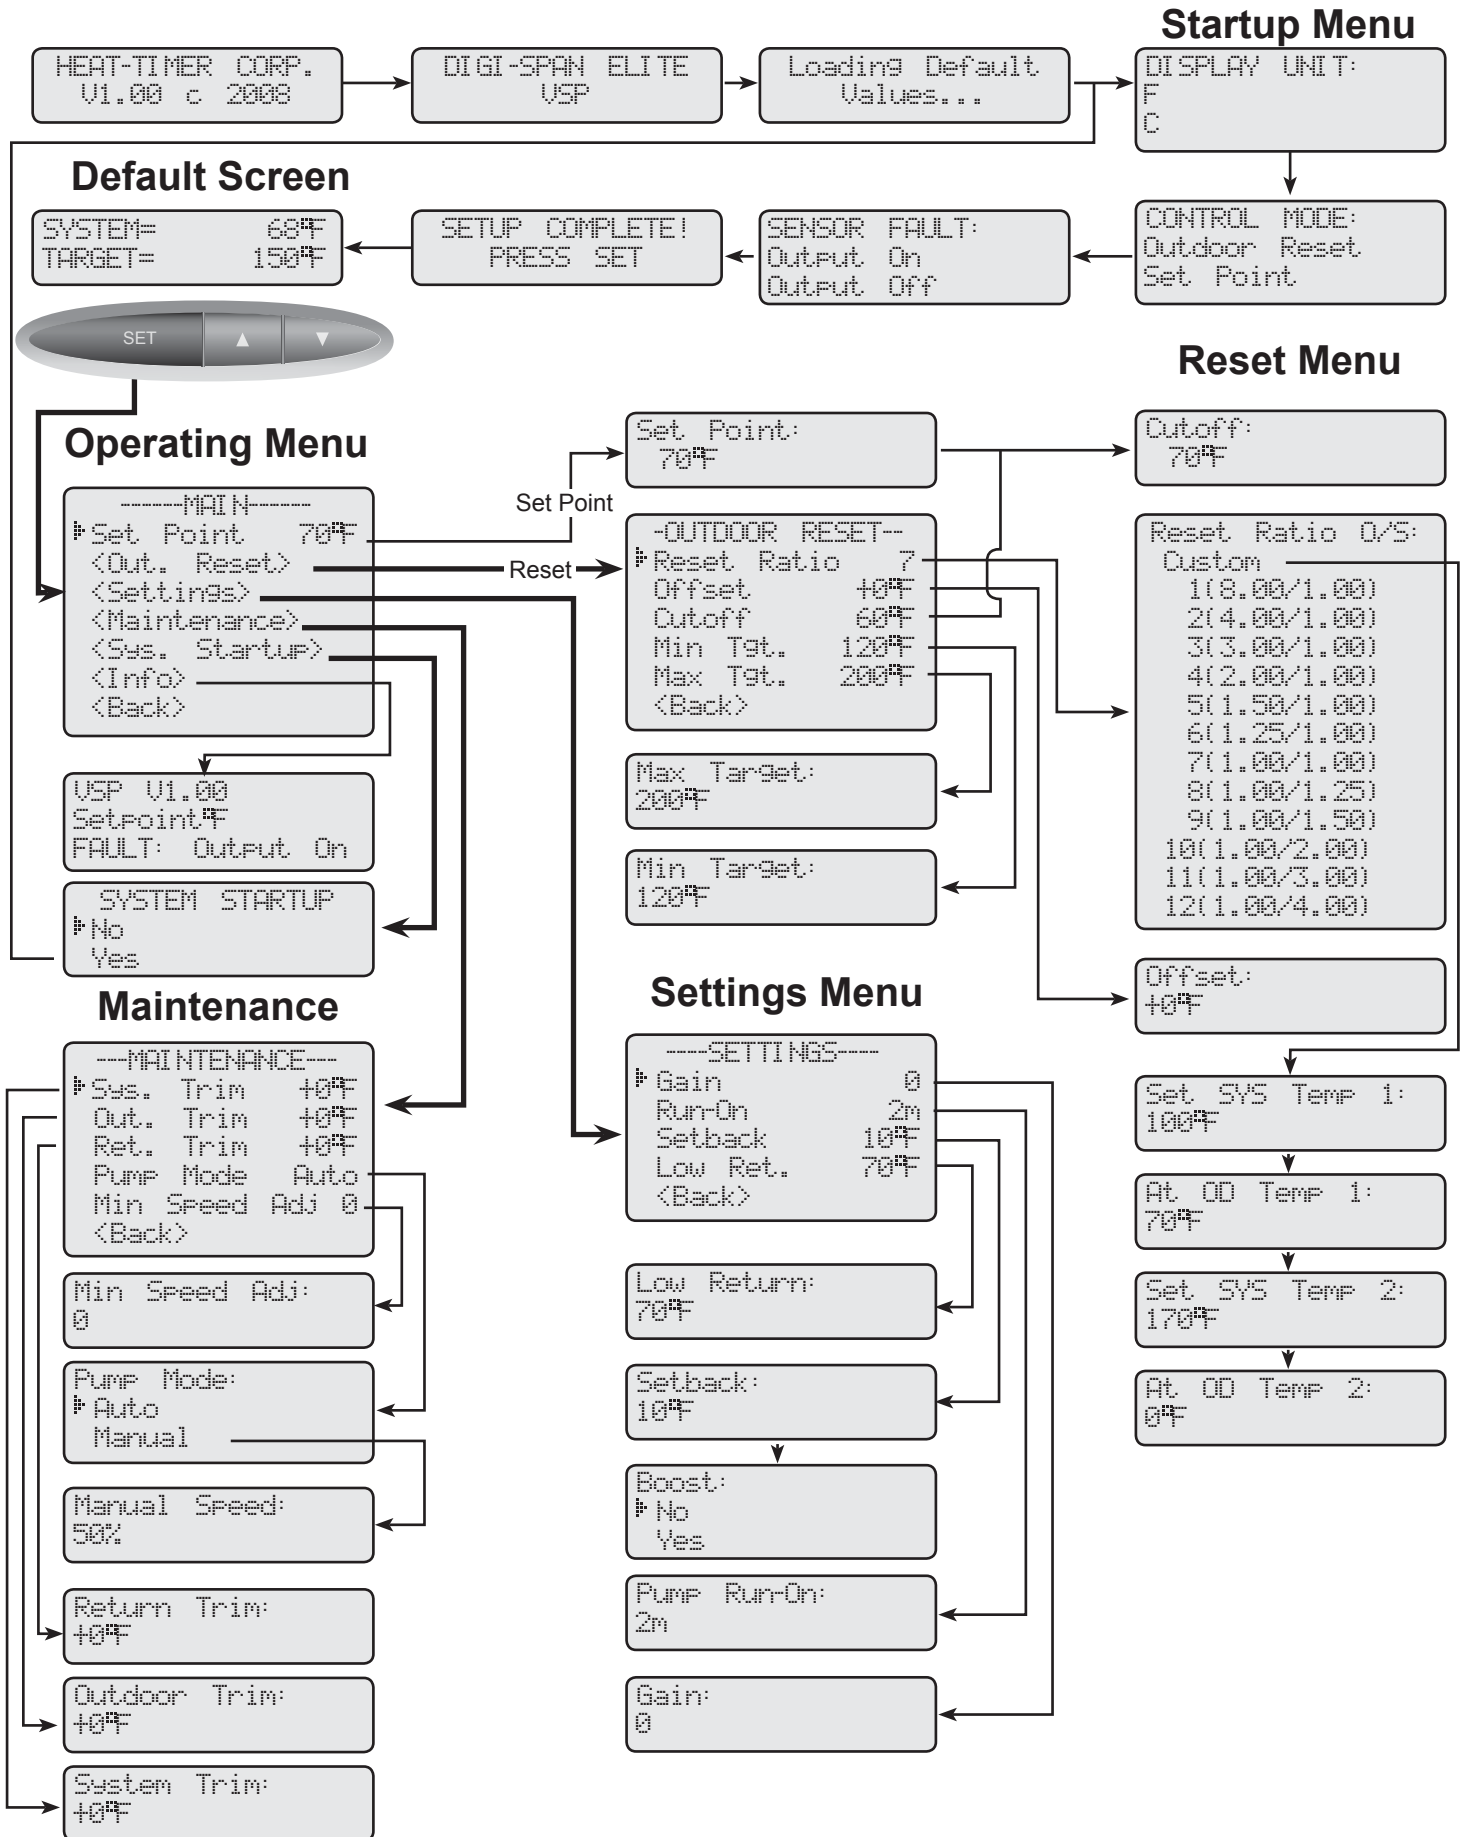 Startup Menu
HEAT-TIMER CORP.
V1.00 c 2008
DIGI-SPAN ELITE
VSP
Loading Default
Values...
DISPLAY UNIT:
F
C
Default Screen
SYSTEM= 68°F
TARGET= 150°F
SETUP COMPLETE!
PRESS SET
SENSOR FAULT:
Output On
Output Off
CONTROL MODE:
Outdoor Reset
Set Point
SET ▲ ▼
Operating Menu
-----MAIN-----
Set Point 70°F
<Out. Reset>
<Settings>
<Maintenance>
<Sys. Startup>
<Info>
<Back>
Set Point
Reset
VSP V1.00
Setpoint°F
FAULT: Output On
SYSTEM STARTUP
No
Yes
Set Point:
70°F
-OUTDOOR RESET--
Reset Ratio 7
Offset +0°F
Cutoff 60°F
Min Tgt. 120°F
Max Tgt. 200°F
<Back>
Max Target:
200°F
Min Target:
120°F
Reset Menu
Cutoff:
70°F
Reset Ratio O/S:
Custom
1(8.00/1.00)
2(4.00/1.00)
3(3.00/1.00)
4(2.00/1.00)
5(1.50/1.00)
6(1.25/1.00)
7(1.00/1.00)
8(1.00/1.25)
9(1.00/1.50)
10(1.00/2.00)
11(1.00/3.00)
12(1.00/4.00)
Offset:
+0°F
Set SYS Temp 1:
100°F
At OD Temp 1:
70°F
Set SYS Temp 2:
170°F
At OD Temp 2:
0°F
Maintenance
---MAINTENANCE---
Sys. Trim +0°F
Out. Trim +0°F
Ret. Trim +0°F
Pump Mode Auto
Min Speed Adj 0
<Back>
Min Speed Adj:
0
Pump Mode:
Auto
Manual
Manual Speed:
50%
Return Trim:
+0°F
Outdoor Trim:
+0°F
System Trim:
+0°F
Settings Menu
----SETTINGS----
Gain 0
Run-On 2m
Setback 10°F
Low Ret. 70°F
<Back>
Low Return:
70°F
Setback:
10°F
Boost:
No
Yes
Pump Run-On:
2m
Gain:
0